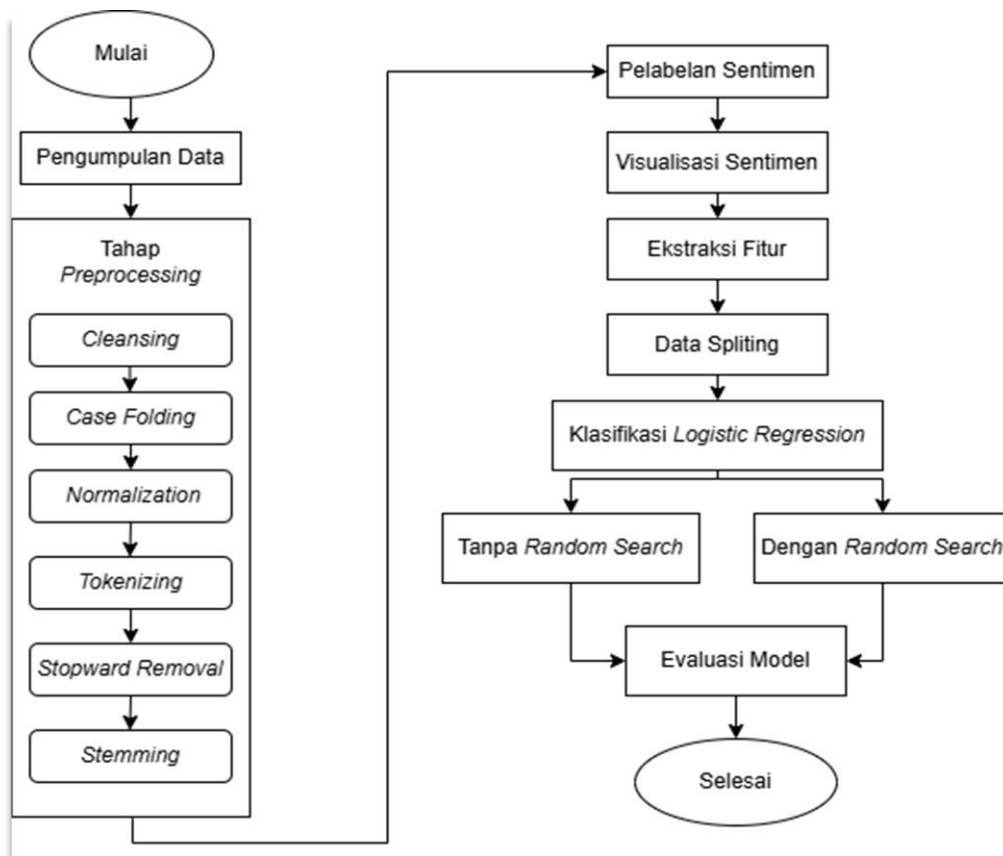 Mulai
Pengumpulan Data
Tahap
Preprocessing
Cleansing
Case Folding
Normalization
Tokenizing
Stopward Removal
Stemming
Pelabelan Sentimen
Visualisasi Sentimen
Ekstraksi Fitur
Data Spliting
Klasifikasi Logistic Regression
Tanpa Random Search
Dengan Random Search
Evaluasi Model
Selesai